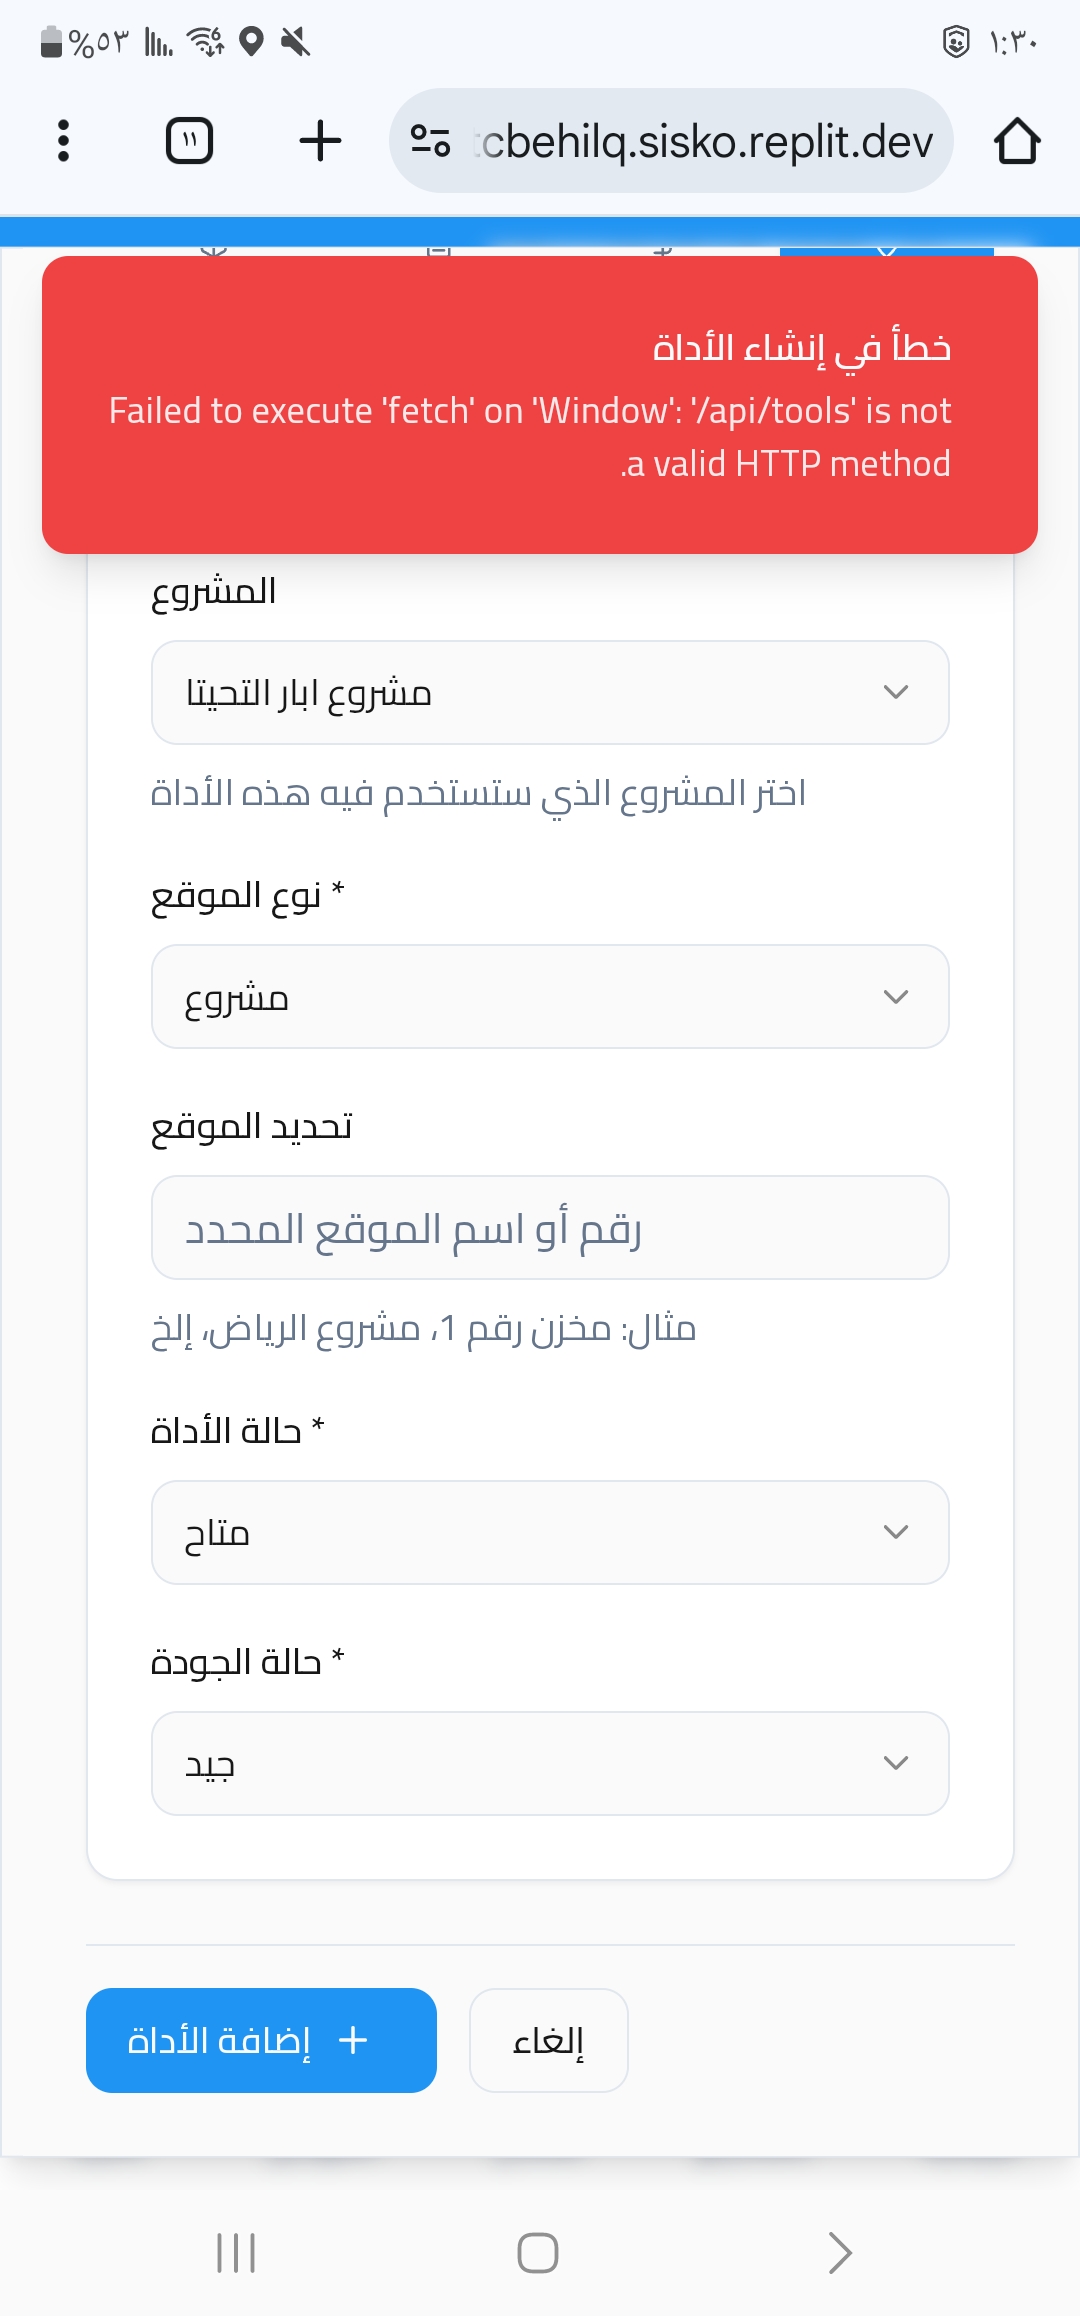 %٥٣
١:٣٠
١١
cbehilq.sisko.replit.dev
خطأ في إنشاء الأداة
Failed to execute 'fetch' on 'Window': '/api/tools' is not
a valid HTTP method.
المشروع
مشروع ابار التحيتا
اختر المشروع الذي ستستخدم فيه هذه الأداة
نوع الموقع *
مشروع
تحديد الموقع
رقم أو اسم الموقع المحدد
مثال: مخزن رقم 1، مشروع الرياض، إلخ
حالة الأداة *
متاح
حالة الجودة *
جيد
إضافة الأداة
إلغاء